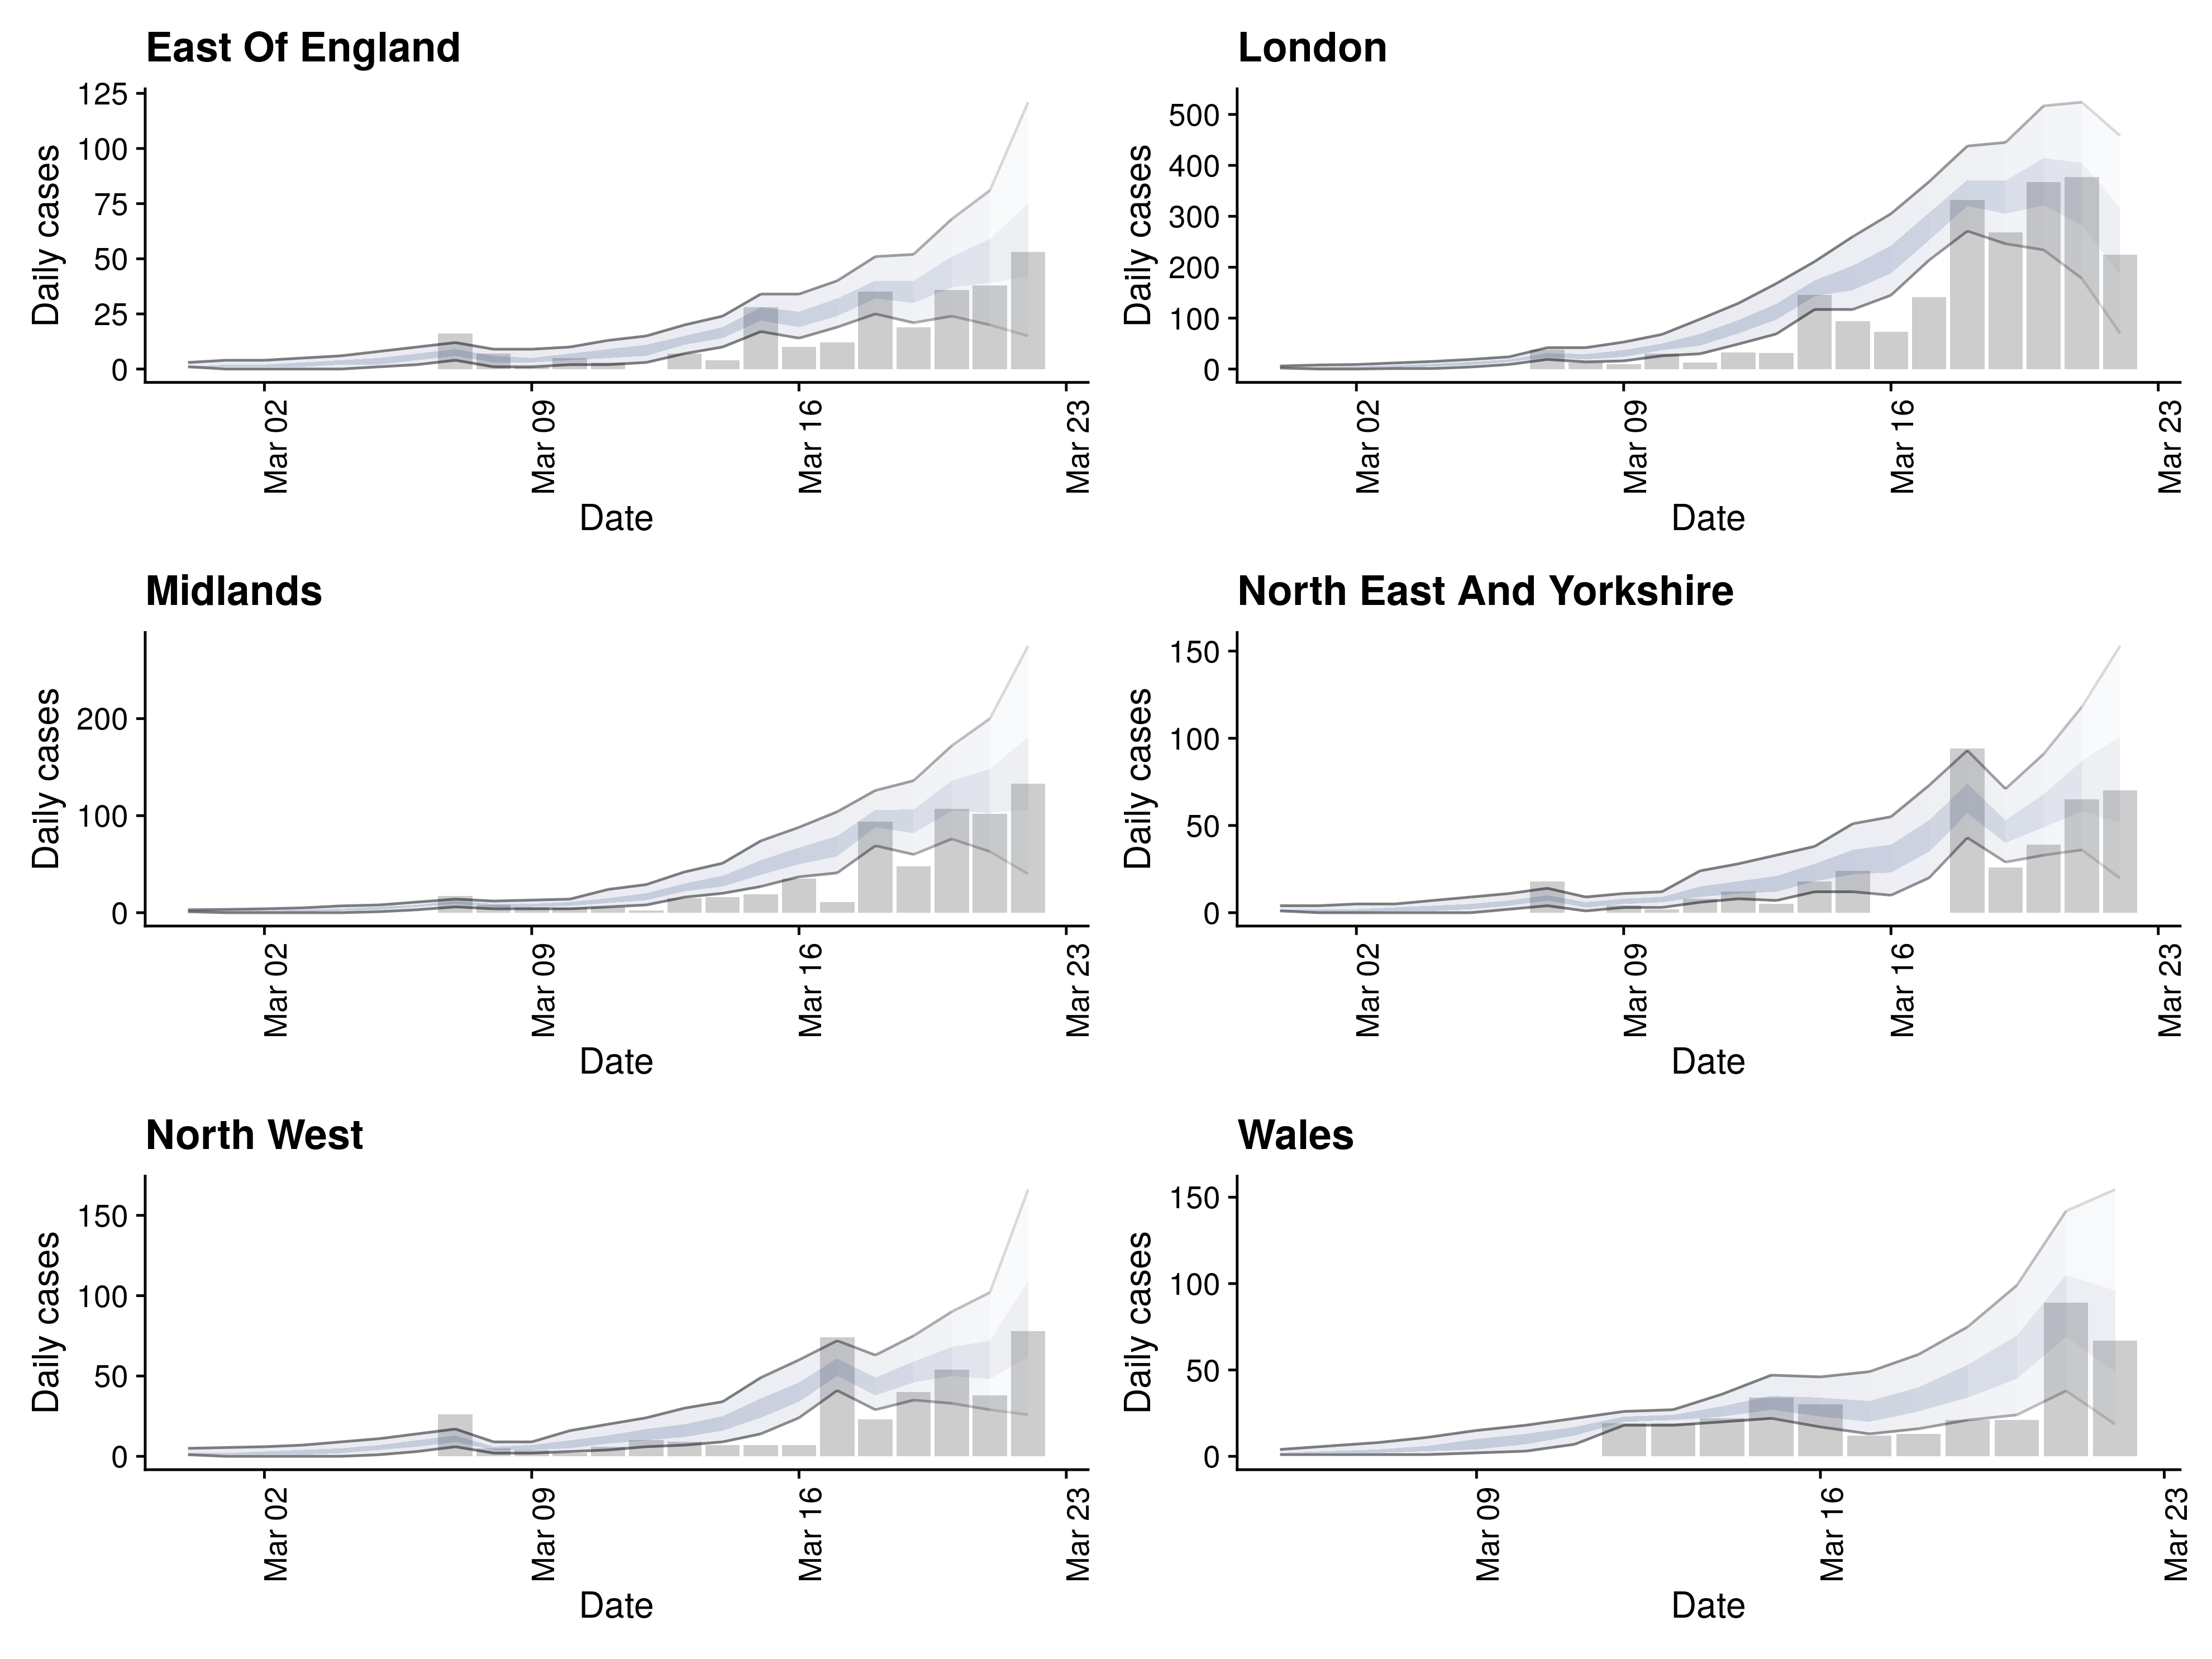 East Of England
Daily cases
125
100
75
50
25
0
Mar 02
Mar 09
Mar 16
Mar 23
Date
London
Daily cases
500
400
300
200
100
0
Mar 02
Mar 09
Mar 16
Mar 23
Date
Midlands
Daily cases
200
100
0
Mar 02
Mar 09
Mar 16
Mar 23
Date
North East And Yorkshire
Daily cases
150
100
50
0
Mar 02
Mar 09
Mar 16
Mar 23
Date
North West
Daily cases
150
100
50
0
Mar 02
Mar 09
Mar 16
Mar 23
Date
Wales
Daily cases
150
100
50
0
Mar 09
Mar 16
Mar 23
Date